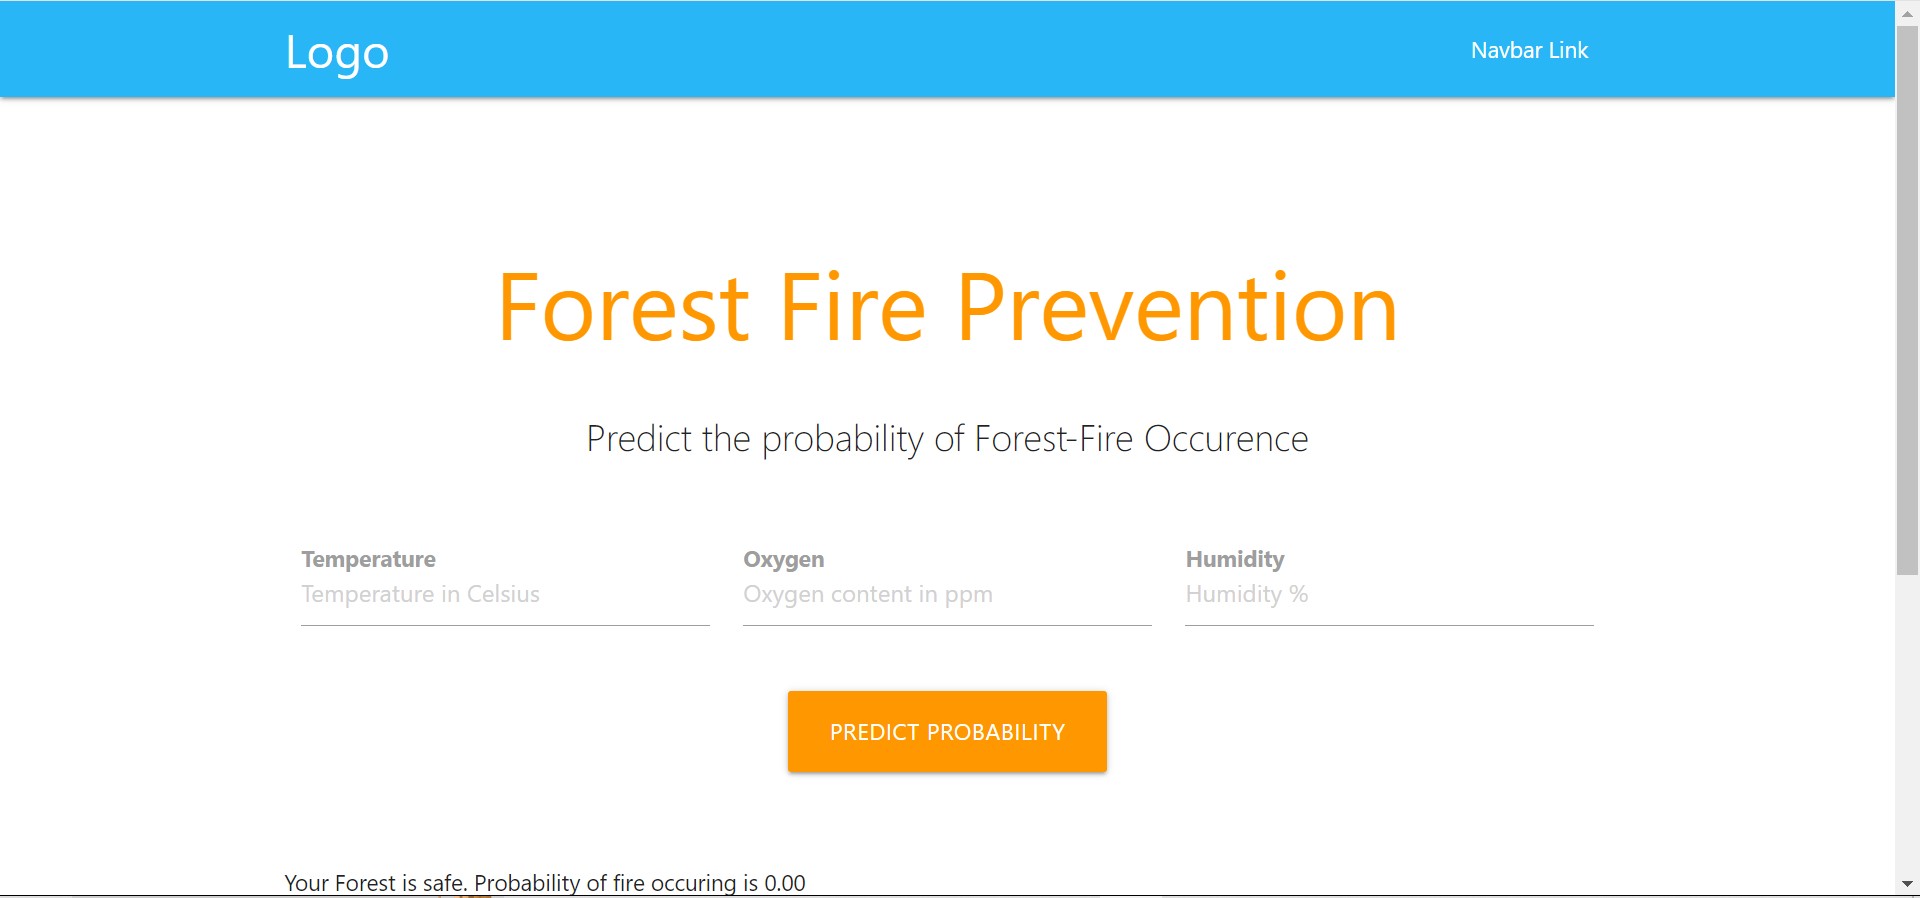 Logo
Navbar Link
Forest Fire Prevention
Predict the probability of Forest-Fire Occurence
Temperature
Temperature in Celsius
Oxygen
Oxygen content in ppm
Humidity
Humidity %
PREDICT PROBABILITY
Your Forest is safe. Probability of fire occuring is 0.00